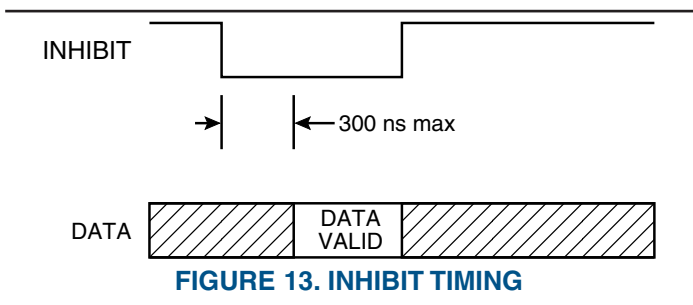 INHIBIT
300 ns max
DATA
DATA
VALID
FIGURE 13. INHIBIT TIMING